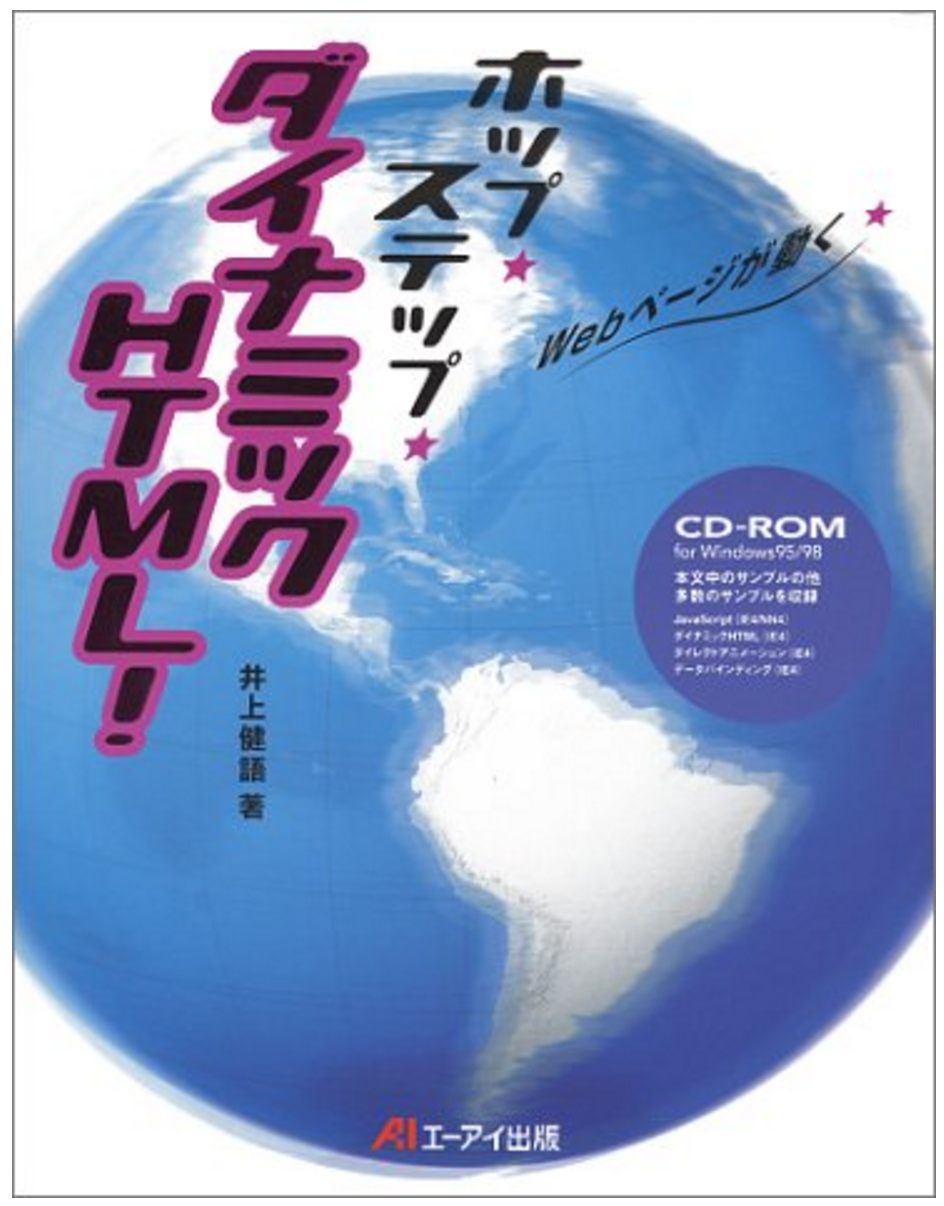 ホップ★
ステップ★
ダイナミック
HTML!
Webページが動く★
CD-ROM
for Windows95/98
本文中のサンプルの他
多数のサンプルを収録
JavaScript (IE4/NN4)
ダイナミックHTML (IE4)
ダイレクトアニメーション (IE4)
データバインディング (IE4)
井上健語 著
AI エーアイ出版